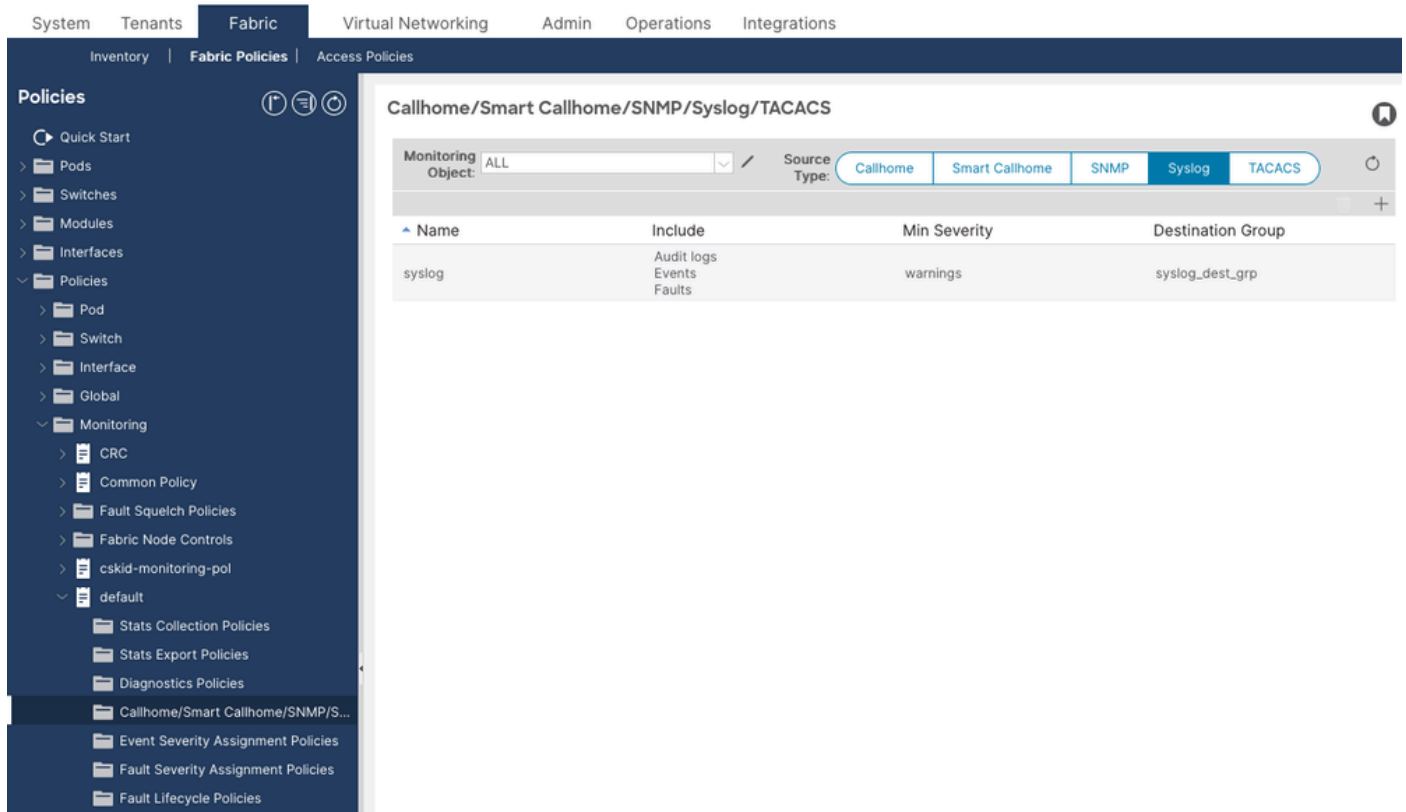 System Tenants Fabric Virtual Networking Admin Operations Integrations
Inventory | Fabric Policies | Access Policies
Policies
Quick Start
Pods
Switches
Modules
Interfaces
Policies
Pod
Switch
Interface
Global
Monitoring
CRC
Common Policy
Fault Squelch Policies
Fabric Node Controls
cskid-monitoring-pol
default
Stats Collection Policies
Stats Export Policies
Diagnostics Policies
Callhome/Smart Callhome/SNMP/S...
Event Severity Assignment Policies
Fault Severity Assignment Policies
Fault Lifecycle Policies
Callhome/Smart Callhome/SNMP/Syslog/TACACS
Monitoring Object: ALL
Source Type: Callhome Smart Callhome SNMP Syslog TACACS
Name Include Min Severity Destination Group
syslog Audit logs warnings syslog_dest_grp
Events
Faults